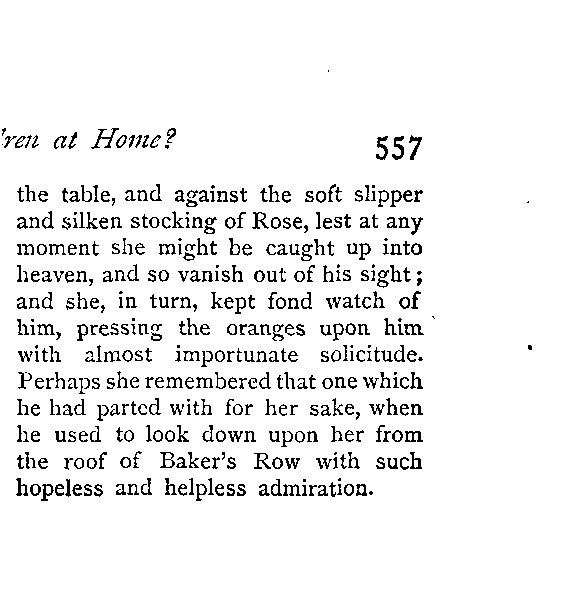 'ren at Home?
557
the table, and against the soft slipper
and silken stocking of Rose, lest at any
moment she might be caught up into
heaven, and so vanish out of his sight;
and she, in turn, kept fond watch of
him, pressing the oranges upon him
with almost importunate solicitude.
Perhaps she remembered that one which
he had parted with for her sake, when
he used to look down upon her from
the roof of Baker's Row with such
hopeless and helpless admiration.